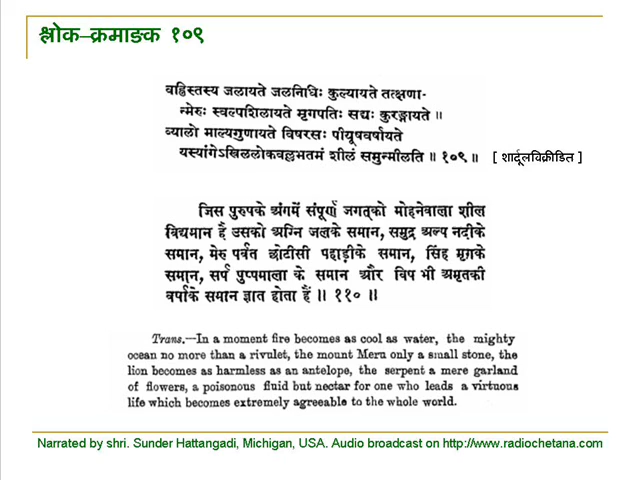 श्लोक–क्रमाङ्क १०९
वह्निस्तस्य जलायते जलनिधिः कुल्यायते तत्क्षणा-
न्मेरुः स्वल्पशिलायते मृगपतिः सद्यः कुरङ्गायते ॥
व्यालो माल्यगुणायते विषरसः पीयूषवर्षायते
यस्यांगेऽखिललोकवल्लभतमं शीलं समुन्मीलति ॥ १०९ ॥ [ शार्दूलविक्रीडित ]
जिस पुरुषके अंगमें संपूर्ण जगत्को मोहनेवाला शील
विद्यमान है उसको अग्नि जलके समान, समुद्र अल्प नदीके
समान, मेरु पर्वत छोटीसी पहाड़ीके समान, सिंह मृगके
समान, सर्प पुष्पमाला के समान और विष भी अमृतकी
वर्षाके समान ज्ञात होता है ॥ ११० ॥
Trans.—In a moment fire becomes as cool as water, the mighty
ocean no more than a rivulet, the mount Meru only a small stone, the
lion becomes as harmless as an antelope, the serpent a mere garland
of flowers, a poisonous fluid but nectar for one who leads a virtuous
life which becomes extremely agreeable to the whole world.
Narrated by shri. Sunder Hattangadi, Michigan, USA. Audio broadcast on http://www.radiochetana.com